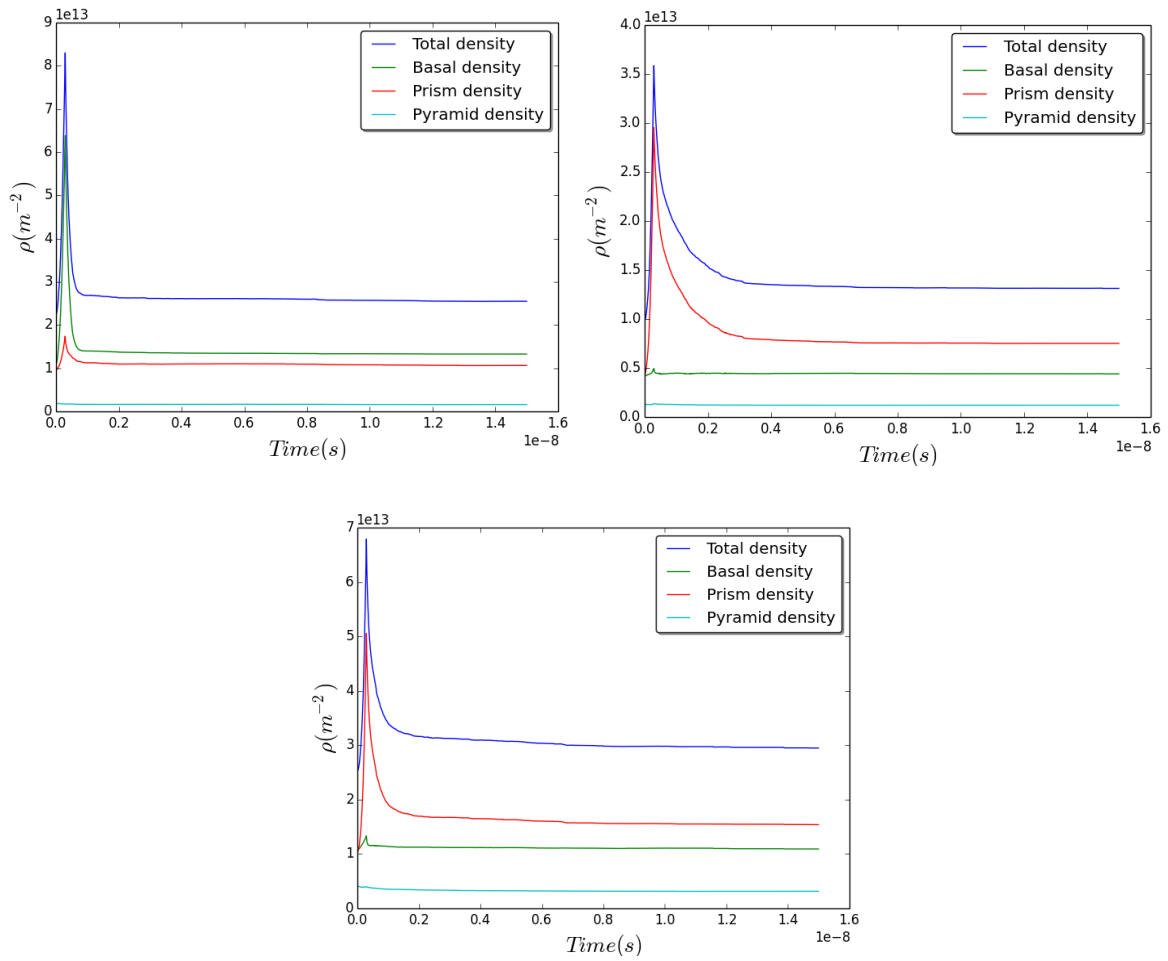 1e13
9
8
7
6
5
4
3
2
1
0
ρ(m⁻²)
Total density
Basal density
Prism density
Pyramid density
0.0 0.2 0.4 0.6 0.8 1.0 1.2 1.4 1.6
1e−8
Time(s)
1e13
4.0
3.5
3.0
2.5
2.0
1.5
1.0
0.5
0.0
ρ(m⁻²)
Total density
Basal density
Prism density
Pyramid density
0.0 0.2 0.4 0.6 0.8 1.0 1.2 1.4 1.6
1e−8
Time(s)
1e13
7
6
5
4
3
2
1
0
ρ(m⁻²)
Total density
Basal density
Prism density
Pyramid density
0.0 0.2 0.4 0.6 0.8 1.0 1.2 1.4 1.6
1e−8
Time(s)